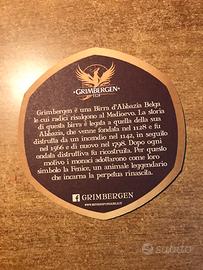 GRIMBERGEN
Grimbergen è una Birra d'Abbazia Belga
le cui radici risalgono al Medioevo. La storia
di questa birra è legata a quella della sua
Abbazia, che venne fondata nel 1128 e fu
distrutta da un incendio nel 1142, in seguito
nel 1566 e di nuovo nel 1798. Dopo ogni
ondata distruttiva fu ricostruita. Per questo
motivo i monaci adottarono come loro
simbolo la Fenice, un animale leggendario
che incarna la perpetua rinascita.
GRIMBERGEN
subito